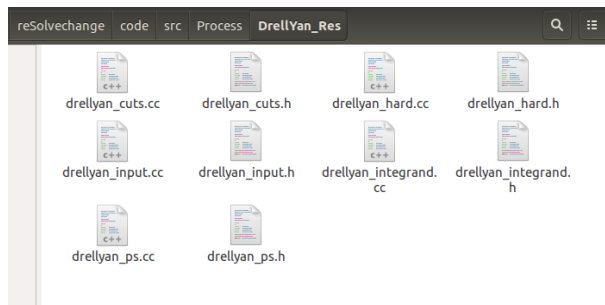 reSolvechange code src Process DrellYan_Res
C++ C++
drellyan_cuts.cc drellyan_cuts.h drellyan_hard.cc drellyan_hard.h
C++ C++
drellyan_input.cc drellyan_input.h drellyan_integrand. drellyan_integrand.
cc h
C++
drellyan_ps.cc drellyan_ps.h